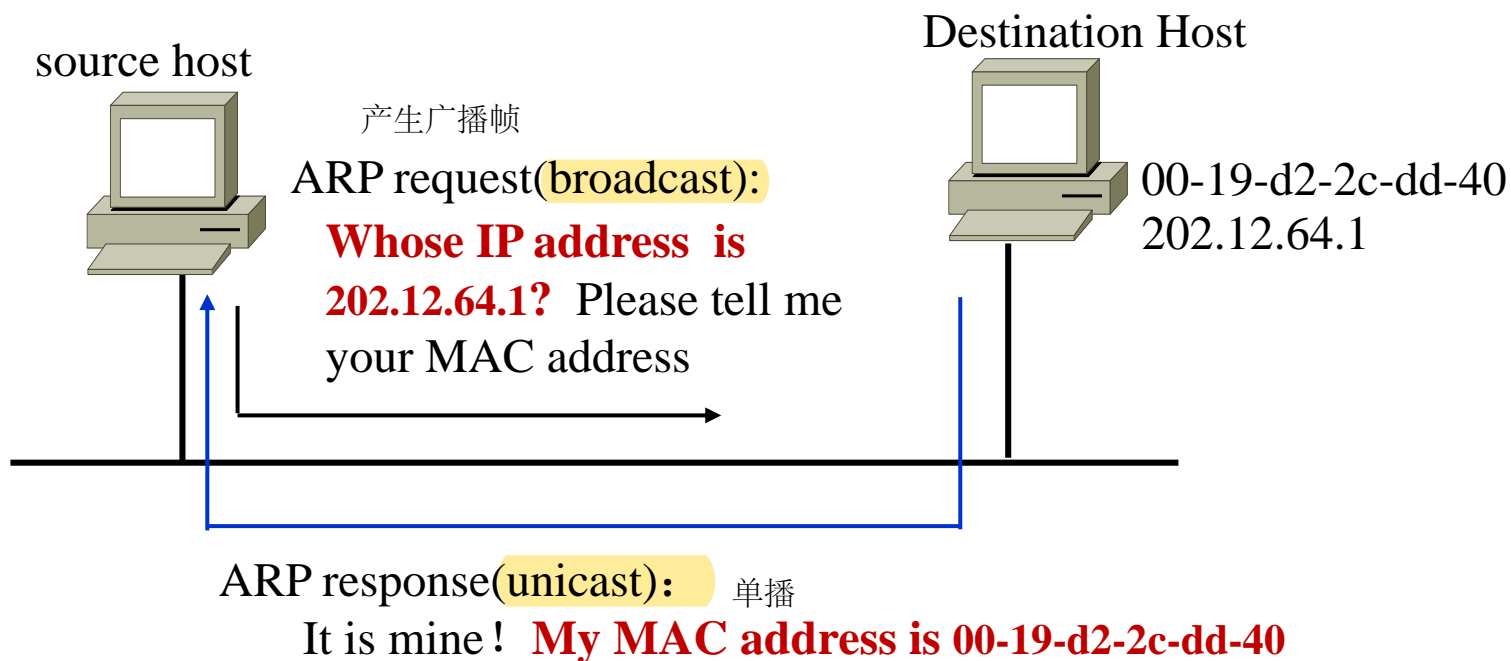 source host
Destination Host
产生广播帧
ARP request(broadcast):
Whose IP address is
202.12.64.1? Please tell me
your MAC address
00-19-d2-2c-dd-40
202.12.64.1
ARP response(unicast)： 单播
It is mine！ My MAC address is 00-19-d2-2c-dd-40